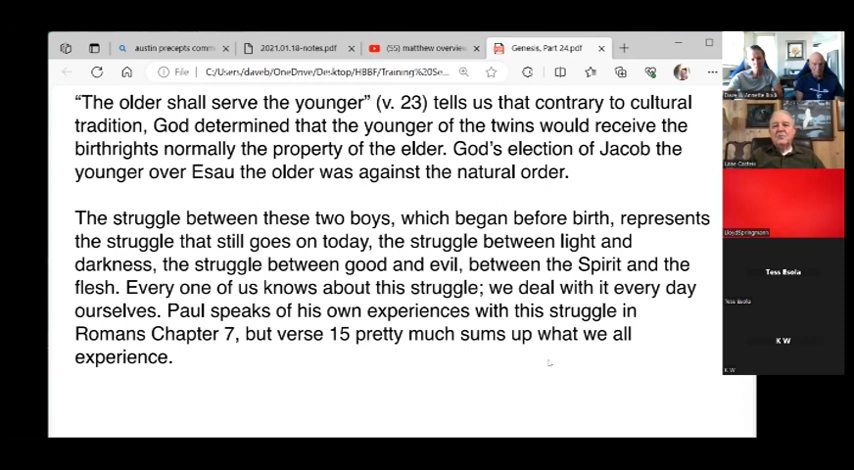 austin precepts comm
2021.01.18-notes.pdf
(55) matthew overview
Genesis, Part 24.pdf
File
C:/Users/daveb/OneDrive/Desktop/HBBF/Training%20Se...
“The older shall serve the younger” (v. 23) tells us that contrary to cultural
tradition, God determined that the younger of the twins would receive the
birthrights normally the property of the elder. God’s election of Jacob the
younger over Esau the older was against the natural order.
The struggle between these two boys, which began before birth, represents
the struggle that still goes on today, the struggle between light and
darkness, the struggle between good and evil, between the Spirit and the
flesh. Every one of us knows about this struggle; we deal with it every day
ourselves. Paul speaks of his own experiences with this struggle in
Romans Chapter 7, but verse 15 pretty much sums up what we all
experience.
LloydSpringmann
Tess Esola
Tess Esola
K W
K W